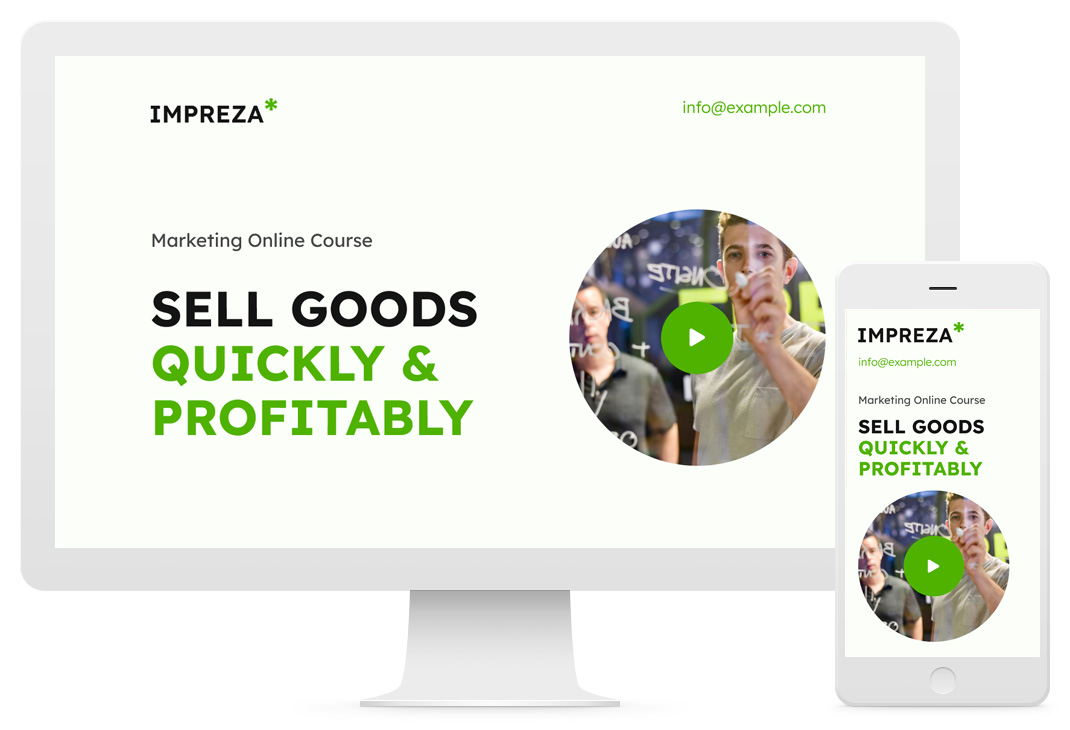 IMPREZA*
info@example.com
Marketing Online Course
SELL GOODS
QUICKLY &
PROFITABLY
IMPREZA*
info@example.com
Marketing Online Course
SELL GOODS
QUICKLY &
PROFITABLY